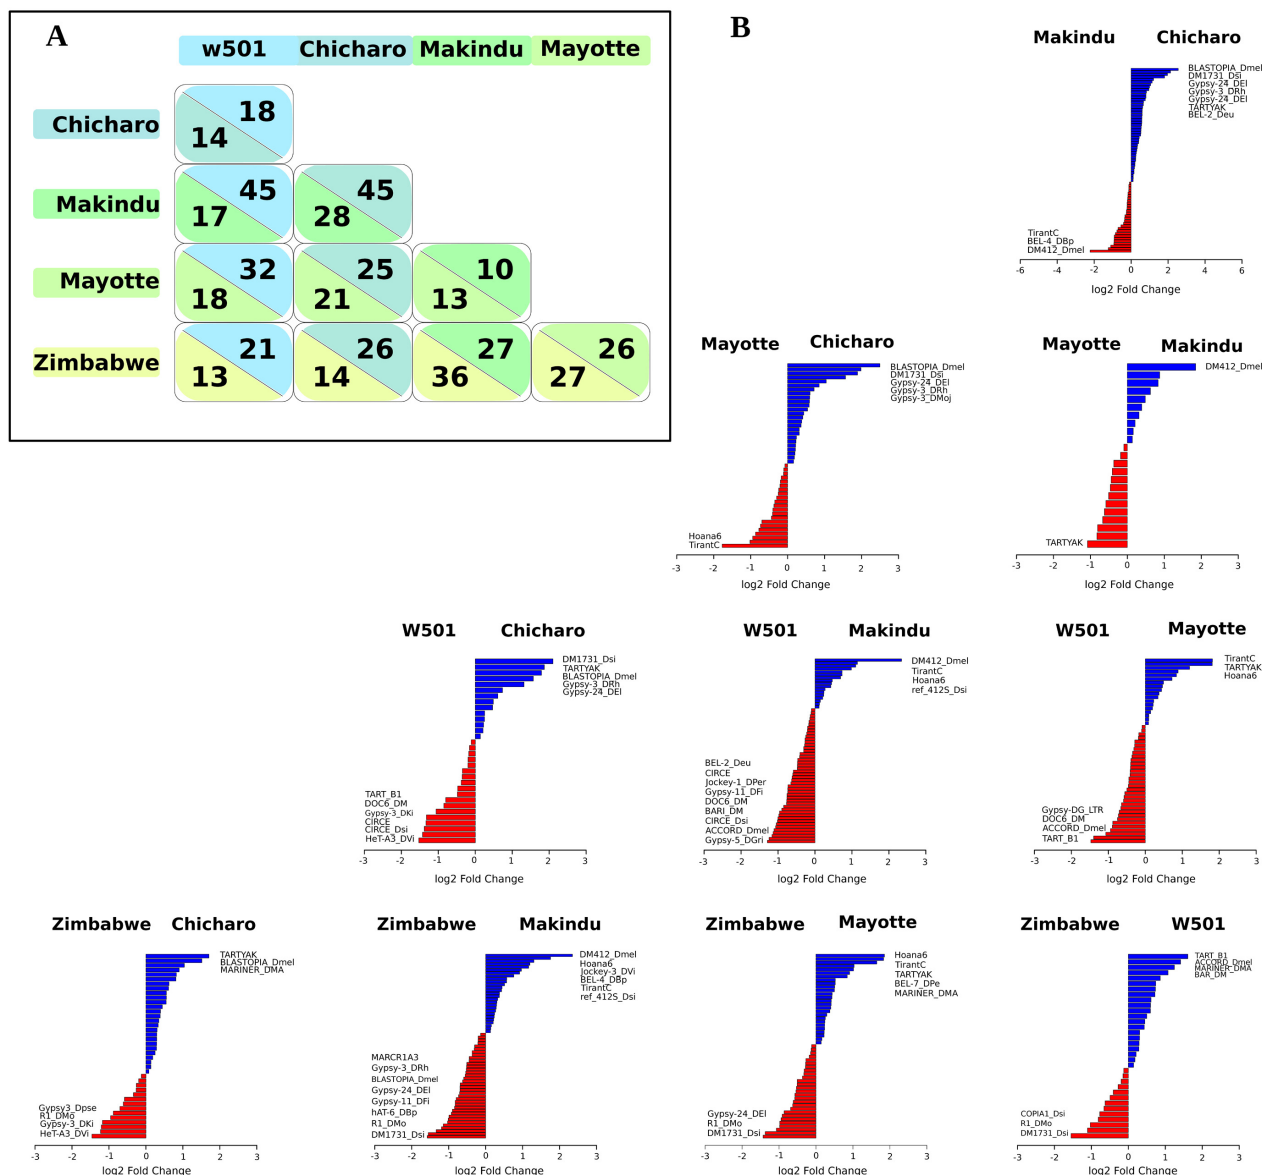 A
w501 Chicharo Makindu Mayotte
Chicharo 18 14
Makindu 45 17 45 28
Mayotte 32 18 25 21 10 13
Zimbabwe 21 13 26 14 27 36 26 27
B
Makindu Chicharo
BLASTOPIA_Dmel
DM1731_Dsi
Gypsy-24_DEl
Gypsy-3_DRh
Gypsy-24_DEl
TARTYAK
BEL-2_Deu
TirantC
BEL-4_DBp
DM412_Dmel
-6 -4 -2 0 2 4 6
log2 Fold Change
Mayotte Chicharo
BLASTOPIA_Dmel
DM1731_Dsi
Gypsy-24_DEl
Gypsy-3_DRh
Gypsy-3_DMoj
Hoana6
TirantC
-3 -2 -1 0 1 2 3
log2 Fold Change
Mayotte Makindu
DM412_Dmel
TARTYAK
-3 -2 -1 0 1 2 3
log2 Fold Change
W501 Chicharo
DM1731_Dsi
TARTYAK
BLASTOPIA_Dmel
Gypsy-3_DRh
Gypsy-24_DEl
TART_B1
DOC6_DM
Gypsy-3_DKi
CIRCE
CIRCE_Dsi
HeT-A3_DVi
-3 -2 -1 0 1 2 3
log2 Fold Change
W501 Makindu
DM412_Dmel
TirantC
Hoana6
ref_412S_Dsi
BEL-2_Deu
CIRCE
Jockey-1_DPer
Gypsy-11_DFi
DOC6_DM
BARI_DM
CIRCE_Dsi
ACCORD_Dmel
Gypsy-5_DGri
-3 -2 -1 0 1 2 3
log2 Fold Change
W501 Mayotte
TirantC
TARTYAK
Hoana6
Gypsy-DG_LTR
DOC6_DM
ACCORD_Dmel
TART_B1
-3 -2 -1 0 1 2 3
log2 Fold Change
Zimbabwe Chicharo
TARTYAK
BLASTOPIA_Dmel
MARINER_DMA
Gypsy3_Dpse
R1_DMo
Gypsy-3_DKi
HeT-A3_DVi
-3 -2 -1 0 1 2 3
log2 Fold Change
Zimbabwe Makindu
DM412_Dmel
Hoana6
Jockey-3_DVi
BEL-4_DBp
TirantC
ref_412S_Dsi
MARCR1A3
Gypsy-3_DRh
BLASTOPIA_Dmel
Gypsy-24_DEl
Gypsy-11_DFi
hAT-6_DBp
R1_DMo
DM1731_Dsi
-3 -2 -1 0 1 2 3
log2 Fold Change
Zimbabwe Mayotte
Hoana6
TirantC
TARTYAK
BEL-7_DPe
MARINER_DMA
Gypsy-24_DEl
R1_DMo
DM1731_Dsi
-3 -2 -1 0 1 2 3
log2 Fold Change
Zimbabwe W501
TART_B1
ACCORD_Dmel
MARINER_DMA
BAR_DM
COPIA1_Dsi
R1_DMo
DM1731_Dsi
-3 -2 -1 0 1 2 3
log2 Fold Change